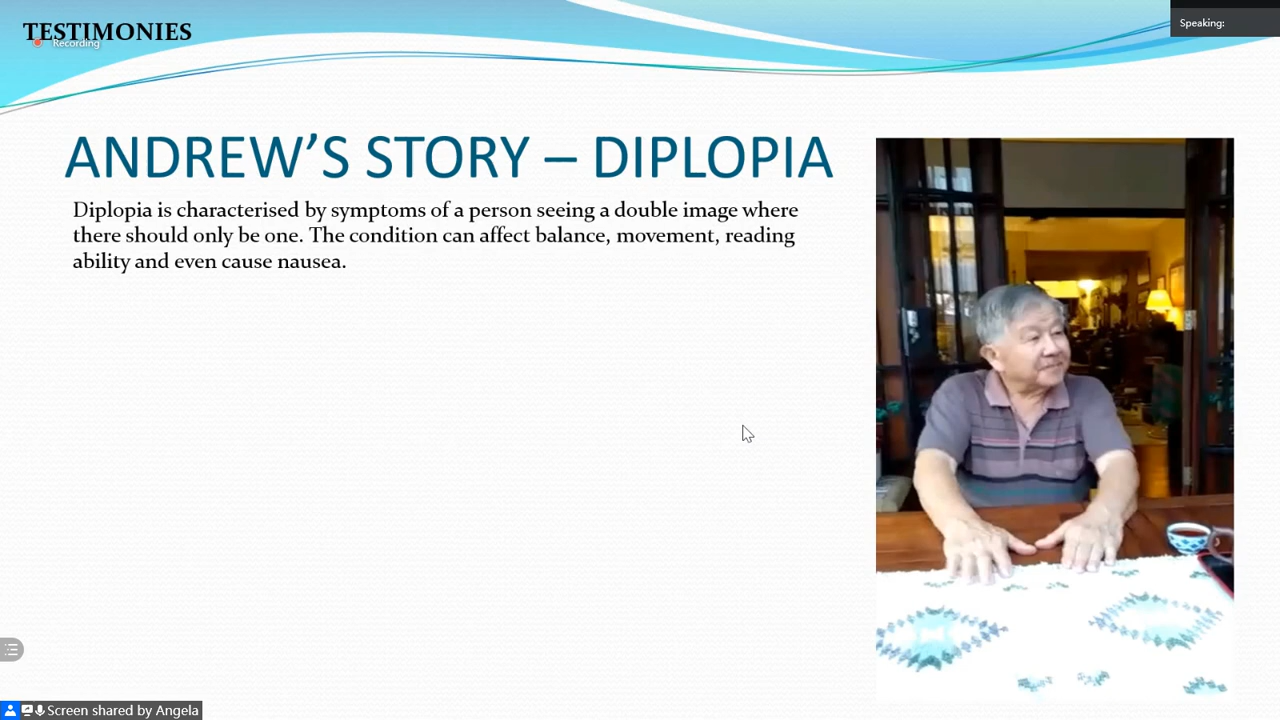 TESTIMONIES
Recording
Speaking:
ANDREW'S STORY – DIPLOPIA
Diplopia is characterised by symptoms of a person seeing a double image where
there should only be one. The condition can affect balance, movement, reading
ability and even cause nausea.
Screen shared by Angela